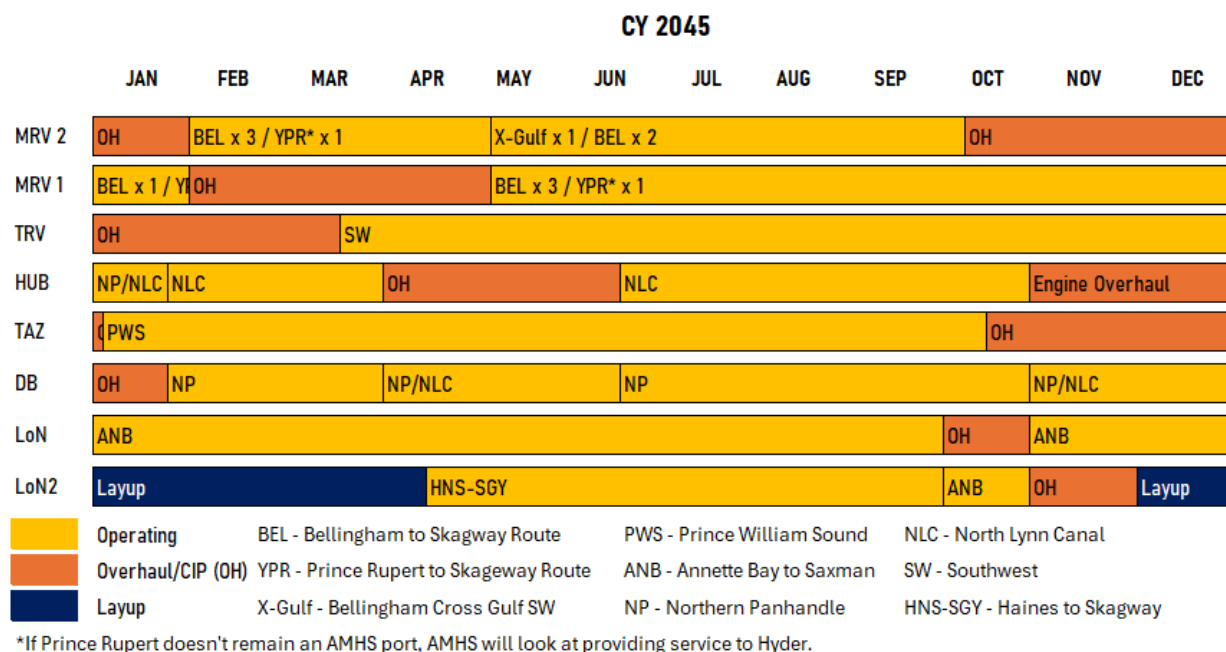 CY 2045
JAN FEB MAR APR MAY JUN JUL AUG SEP OCT NOV DEC
MRV 2 OH BEL x 3 / YPR* x 1 X-Gulf x 1 / BEL x 2 OH
MRV 1 BEL x 1 / OH BEL x 3 / YPR* x 1
TRV OH SW
HUB NP/NLC NLC OH NLC Engine Overhaul
TAZ PWS OH
DB OH NP NP/NLC NP NP/NLC
LoN ANB OH ANB
LoN2 Layup HNS-SGY ANB OH Layup
Operating BEL - Bellingham to Skagway Route PWS - Prince William Sound NLC - North Lynn Canal
Overhaul/CIP (OH) YPR - Prince Rupert to Skageway Route ANB - Annette Bay to Saxman SW - Southwest
Layup X-Gulf - Bellingham Cross Gulf SW NP - Northern Panhandle HNS-SGY - Haines to Skagway
*If Prince Rupert doesn't remain an AMHS port, AMHS will look at providing service to Hyder.